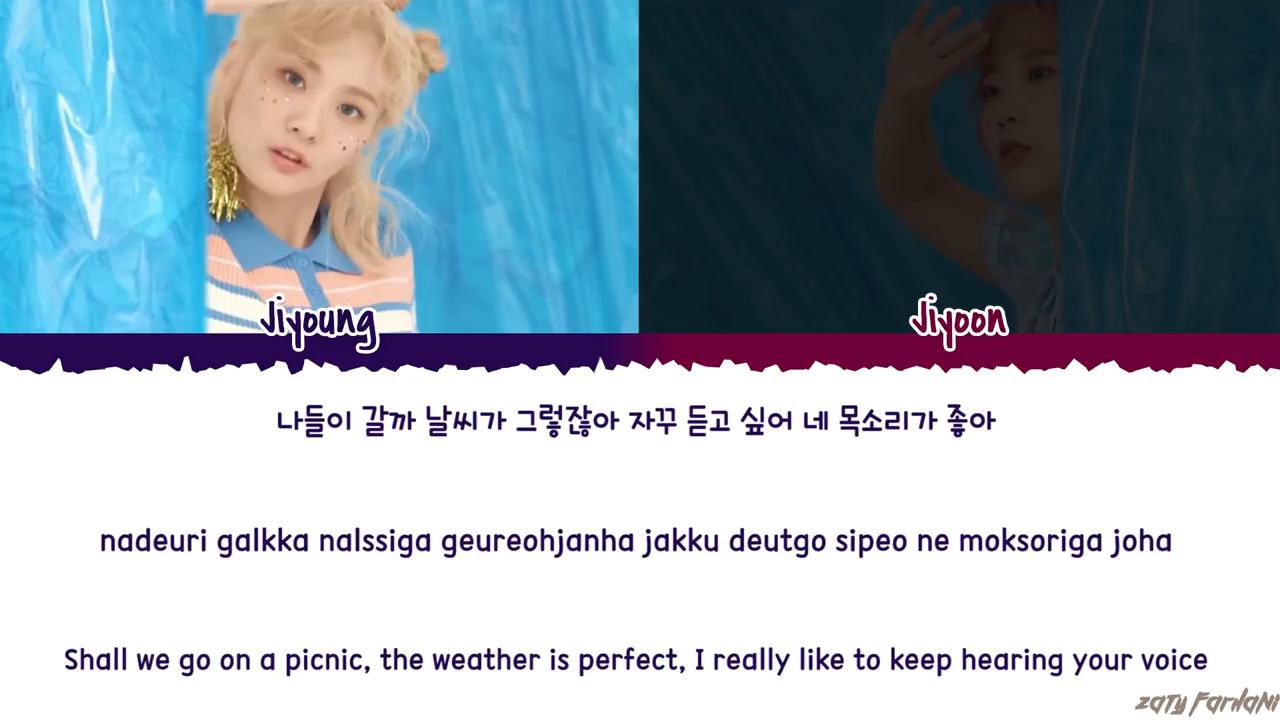 Jiyoung
Jiyoon
나들이 갈까 날씨가 그렇잖아 자꾸 듣고 싶어 네 목소리가 좋아
nadeuri galkka nalssiga geureohjanha jakku deutgo sipeo ne moksoriga joha
Shall we go on a picnic, the weather is perfect, I really like to keep hearing your voice
zaty Farhani